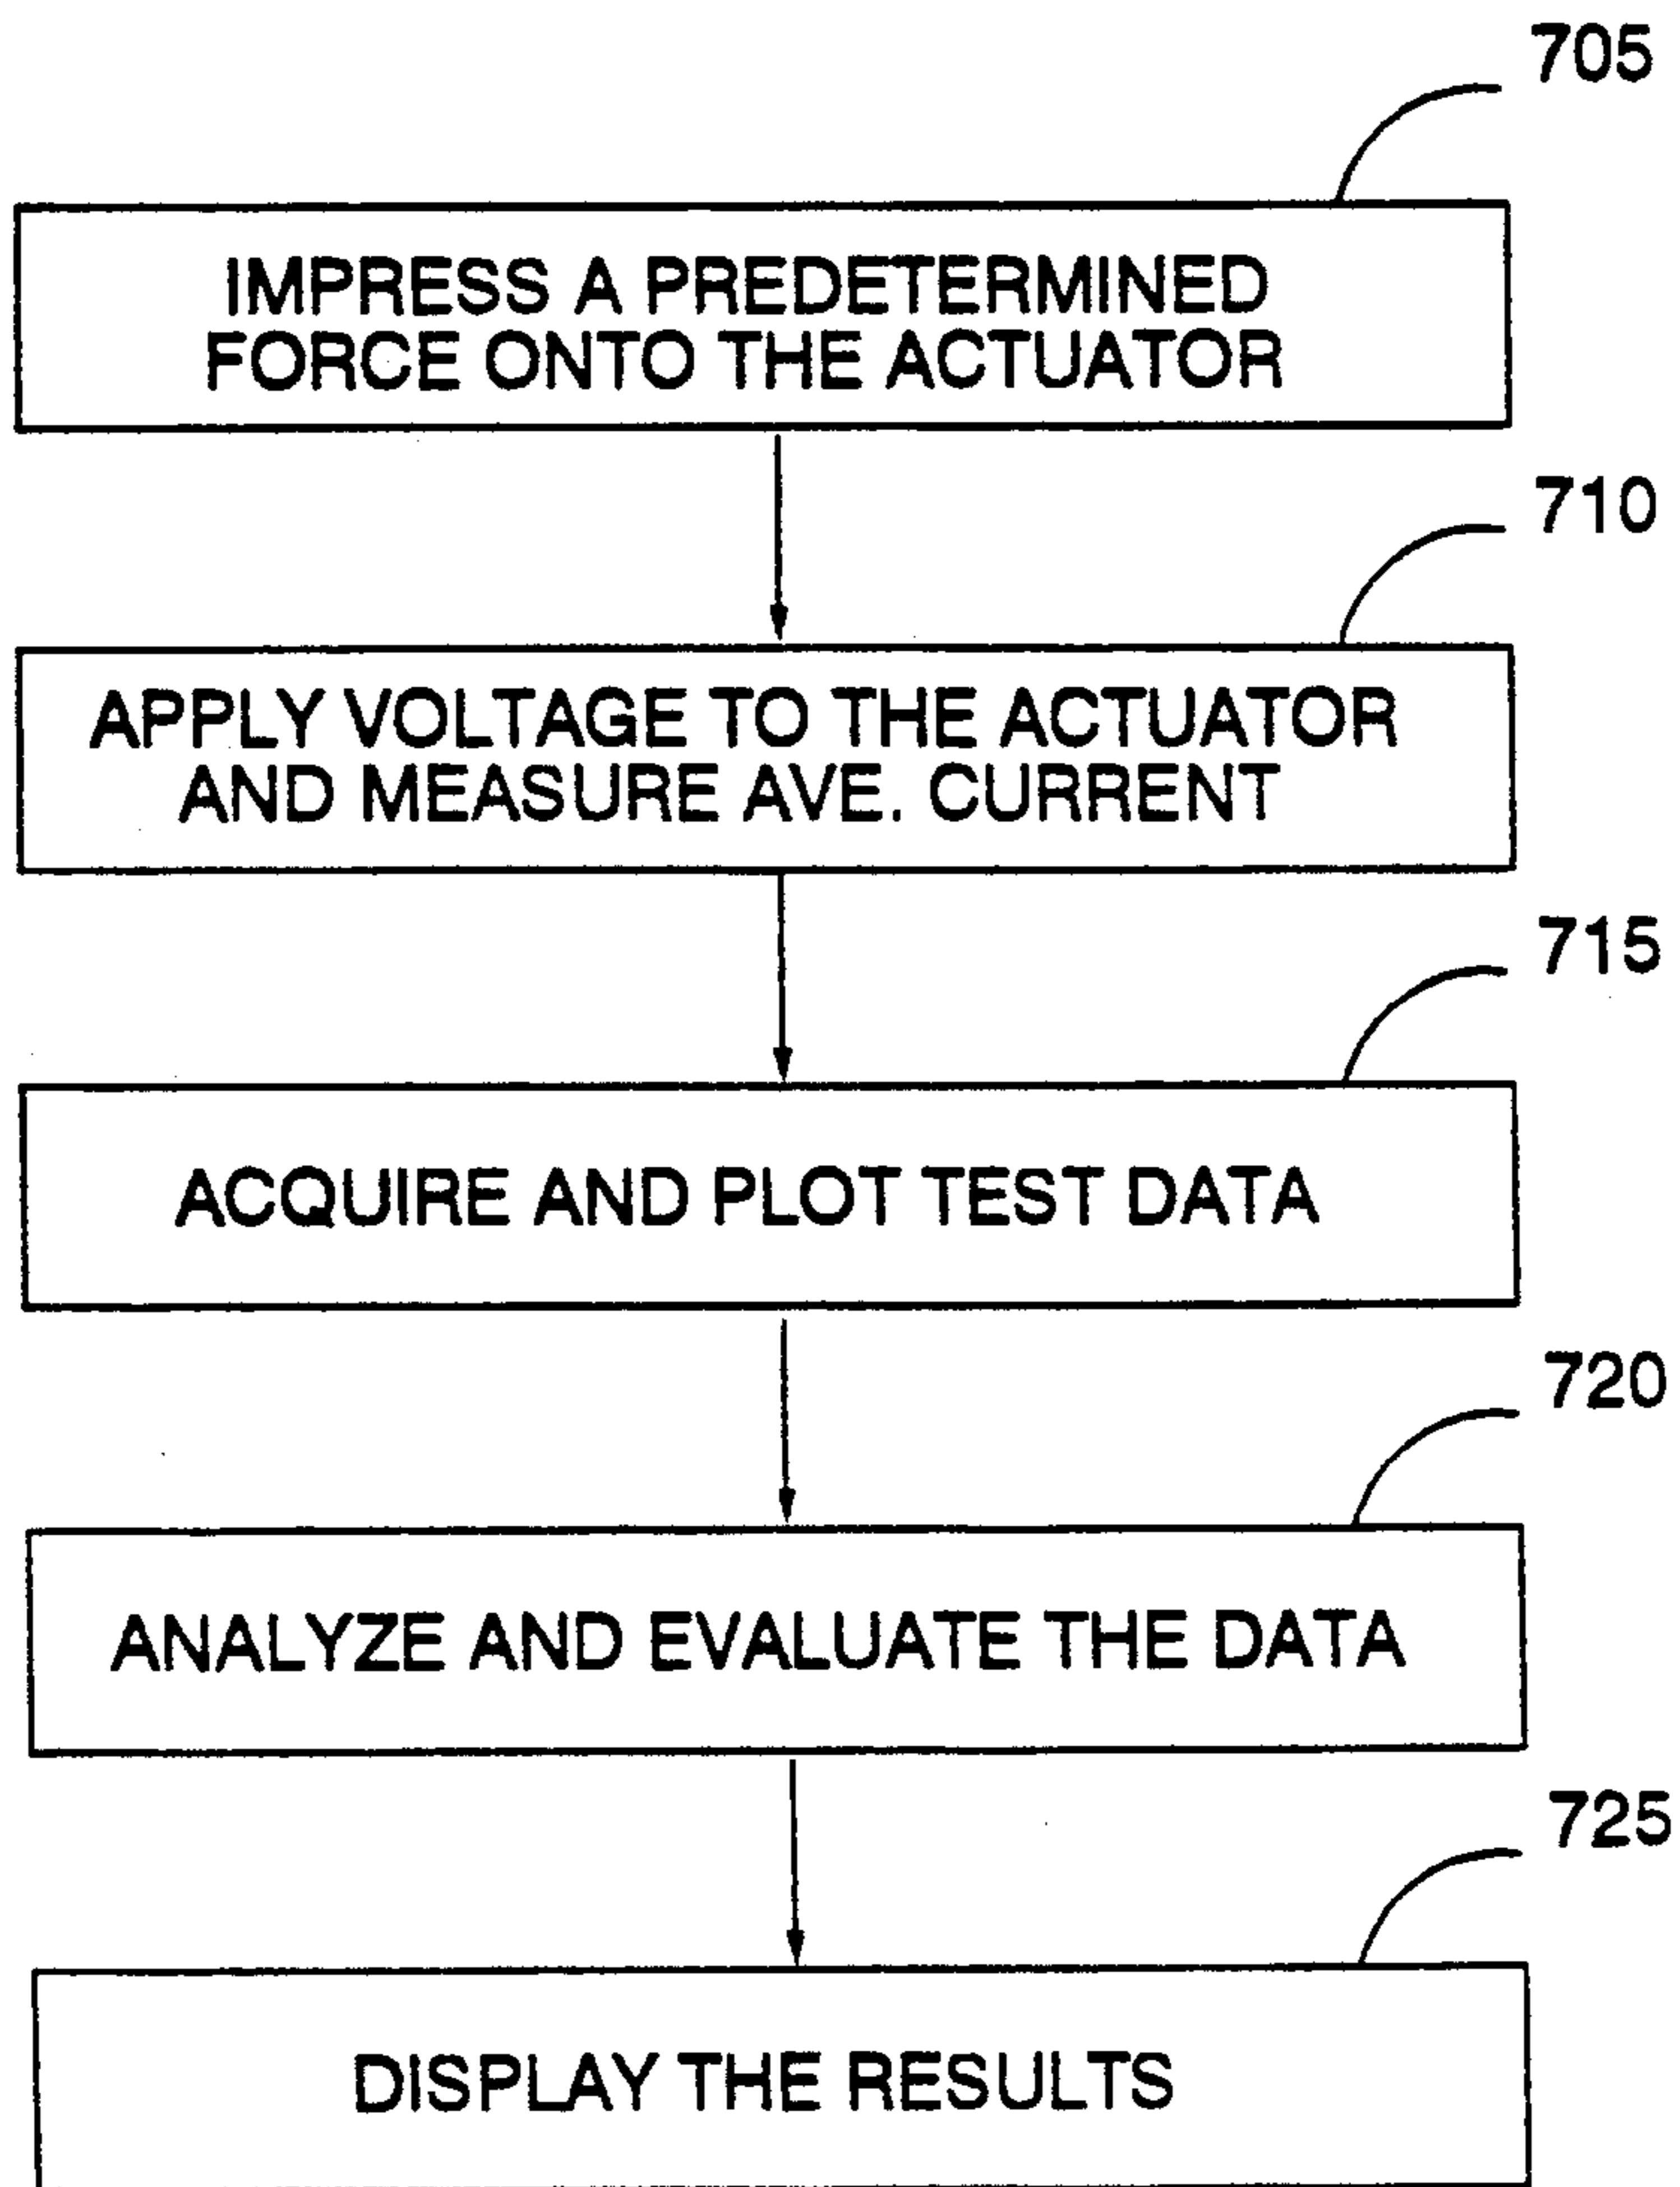 705
IMPRESS A PREDETERMINED
FORCE ONTO THE ACTUATOR
710
APPLY VOLTAGE TO THE ACTUATOR
AND MEASURE AVE. CURRENT
715
ACQUIRE AND PLOT TEST DATA
720
ANALYZE AND EVALUATE THE DATA
725
DISPLAY THE RESULTS